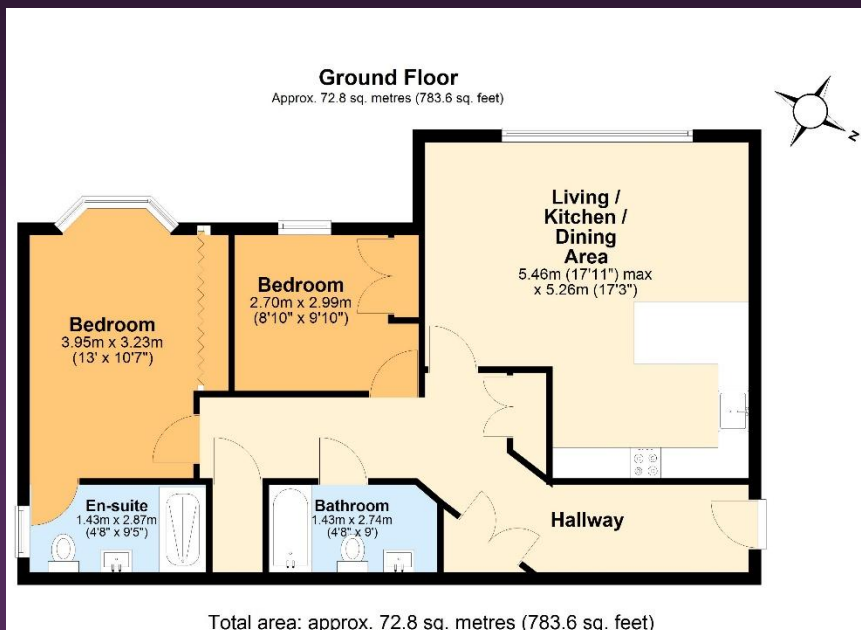 Ground Floor
Approx. 72.8 sq. metres (783.6 sq. feet)
N
Living /
Kitchen /
Dining
Area
5.46m (17'11") max
x 5.26m (17'3")
Bedroom
2.70m x 2.99m
(8'10" x 9'10")
Bedroom
3.95m x 3.23m
(13' x 10'7")
En-suite
1.43m x 2.87m
(4'8" x 9'5")
Bathroom
1.43m x 2.74m
(4'8" x 9')
Hallway
Total area: approx. 72.8 sq. metres (783.6 sq. feet)